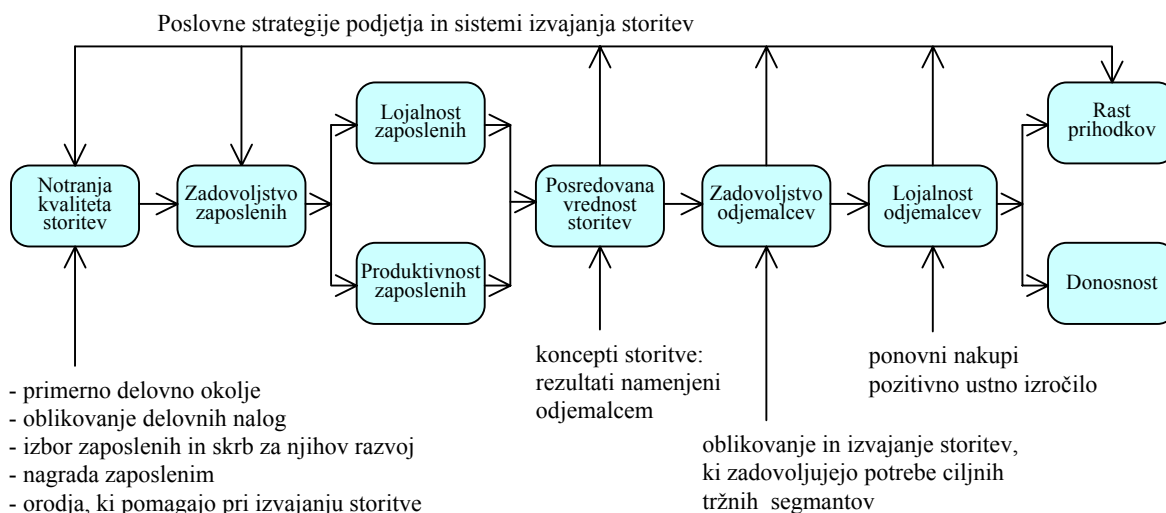 Poslovne strategije podjetja in sistemi izvajanja storitev
Notranja
kvaliteta
storitev
Zadovoljstvo
zaposlenih
Lojalnost
zaposlenih
Produktivnost
zaposlenih
Posredovana
vrednost
storitev
Zadovoljstvo
odjemalcev
Lojalnost
odjemalcev
Rast
prihodkov
Donosnost
- primerno delovno okolje
- oblikovanje delovnih nalog
- izbor zaposlenih in skrb za njihov razvoj
- nagrada zaposlenim
- orodja, ki pomagajo pri izvajanju storitve
koncepti storitve:
rezultati namenjeni
odjemalcem
oblikovanje in izvajanje storitev,
ki zadovoljujejo potrebe ciljnih
tržnih segmantov
ponovni nakupi
pozitivno ustno izročilo